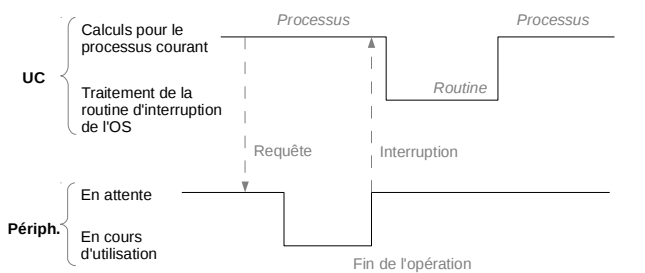 Processus
Processus
Calculs pour le
processus courant
UC
Traitement de la
routine d'interruption
de l'OS
Routine
Requête
Interruption
En attente
Périph.
En cours
d'utilisation
Fin de l'opération